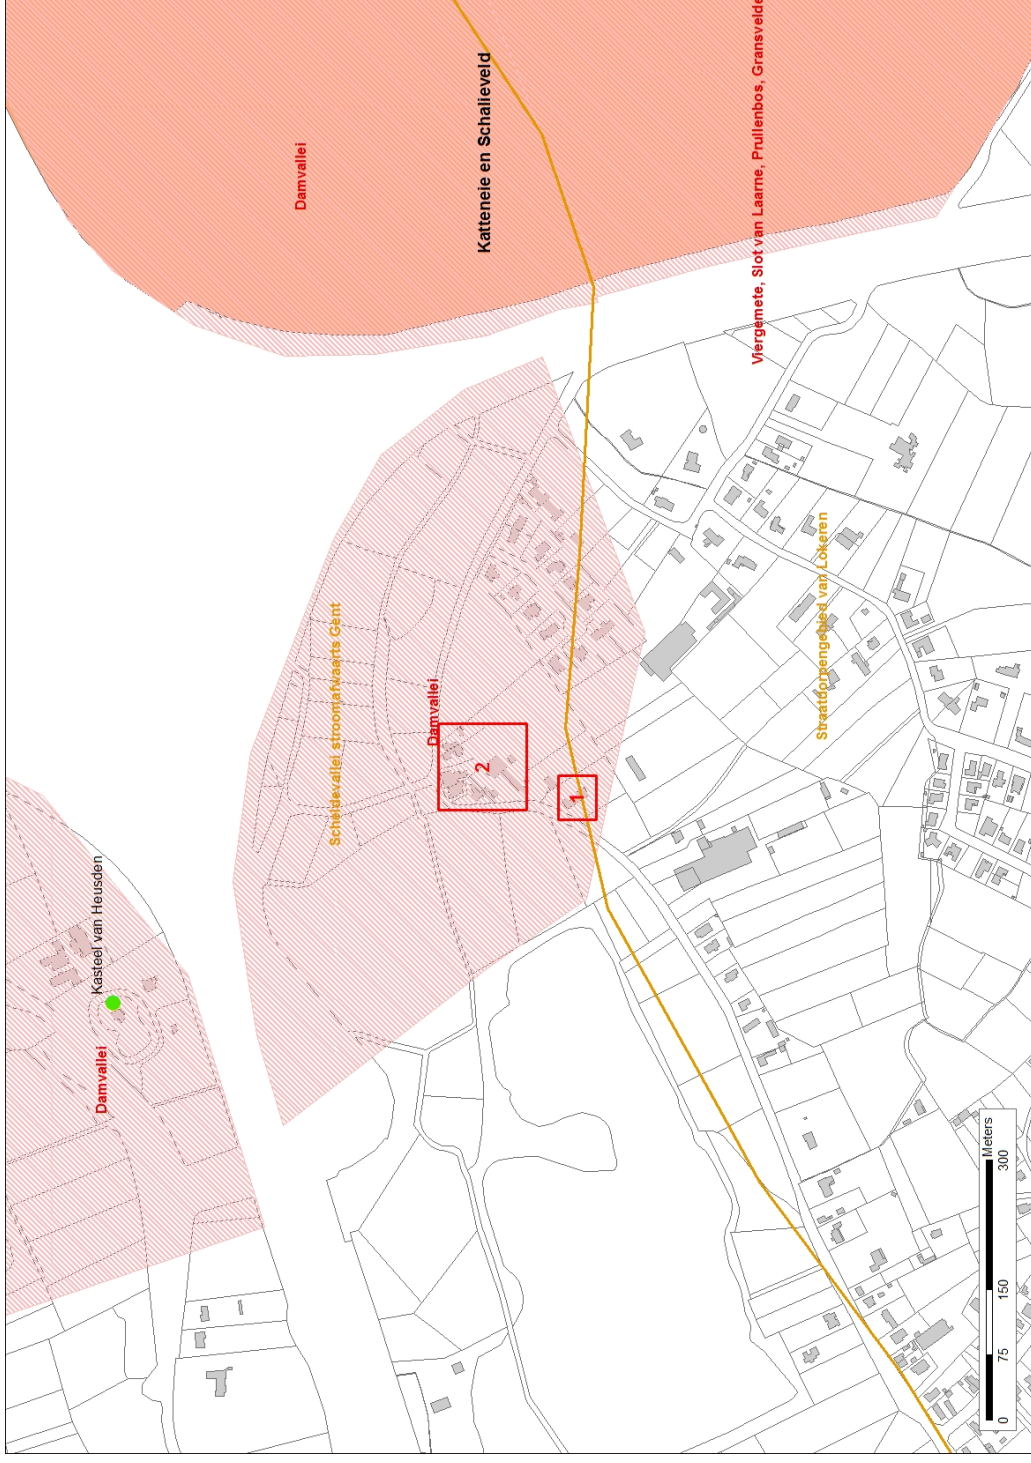 Kasteel van Heusden
Damvallei
Scheldevallei stroomafwaarts Gent
Damvallei
2
1
Damvallei
Katteneie en Schalieveld
Viergemete, Slot van Laarne, Prullenbos, Gransvelde
Straatdorpengebied van Lokeren
Meters
0 75 150 300